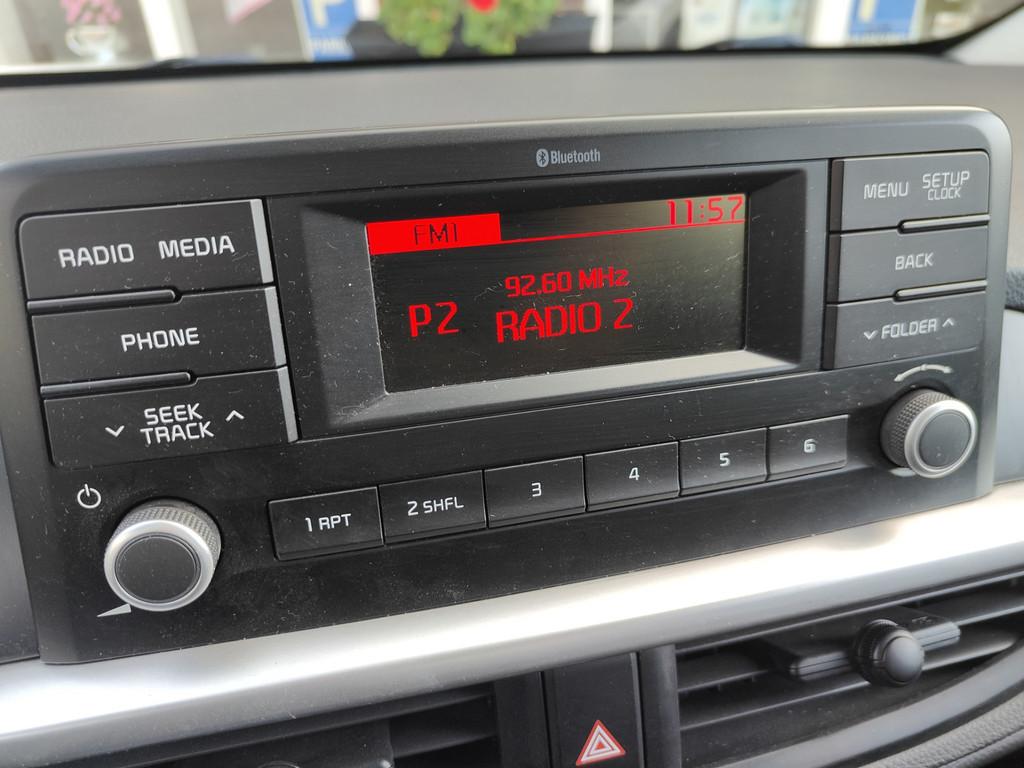 Bluetooth
RADIO MEDIA
PHONE
SEEK
TRACK
FM1
11:57
92.60 MHz
P2 RADIO 2
MENU SETUP
CLOCK
BACK
FOLDER
1 RPT
2 SHFL
3
4
5
6